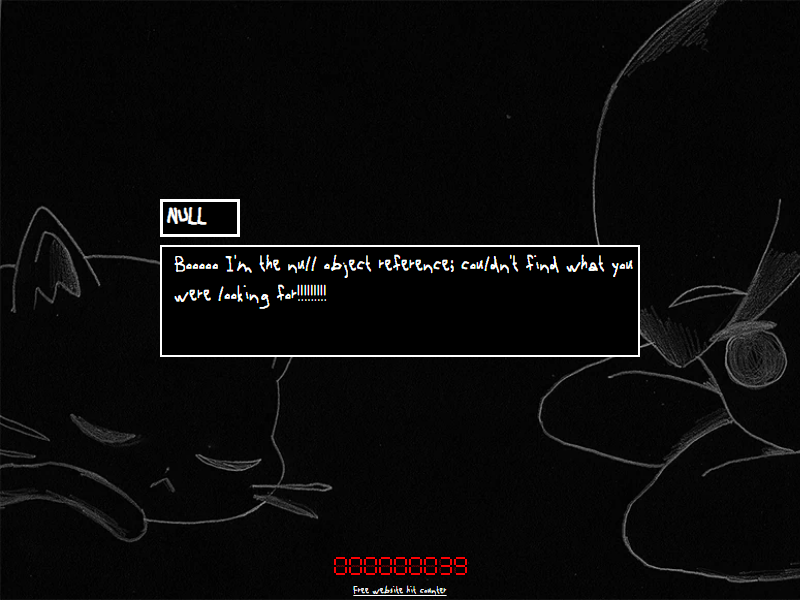 NULL
Booooo I'm the null object reference; couldn't find what you
were looking for!!!!!!!!!
000000039
Free website hit counter